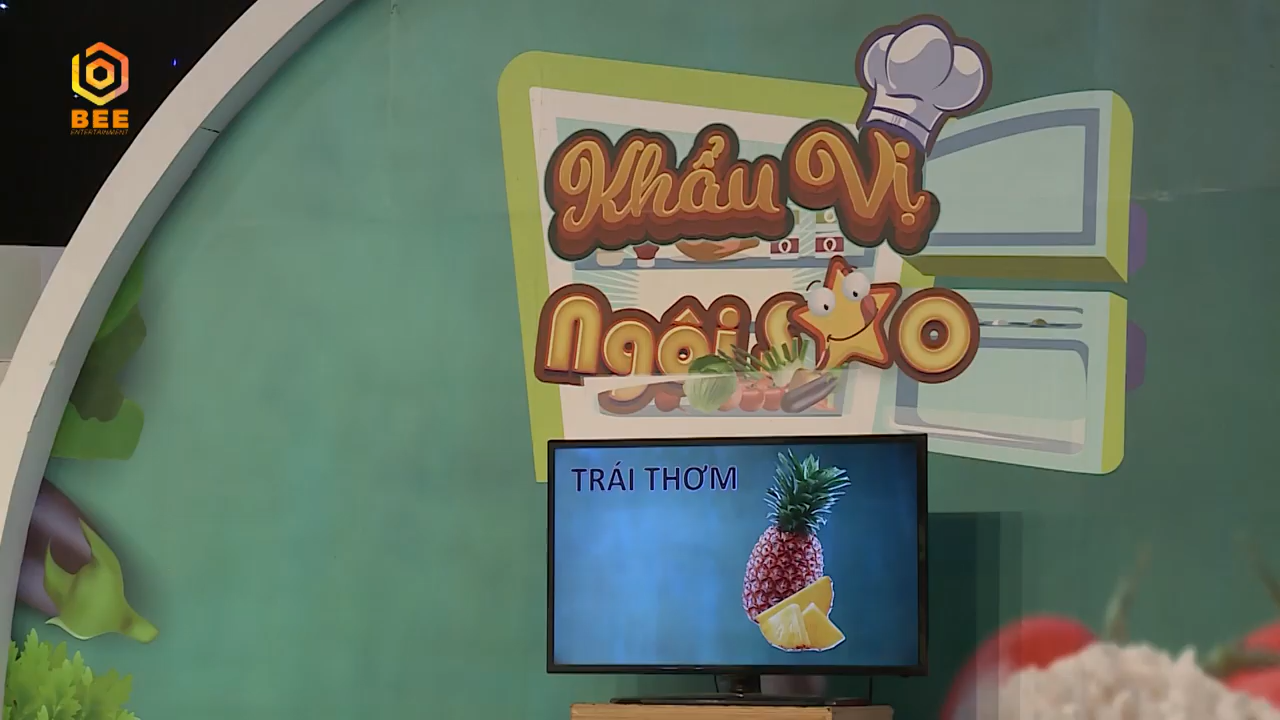 BEE
ENTERTAINMENT
Khẩu Vị
Ngôi Sao
TRÁI THƠM